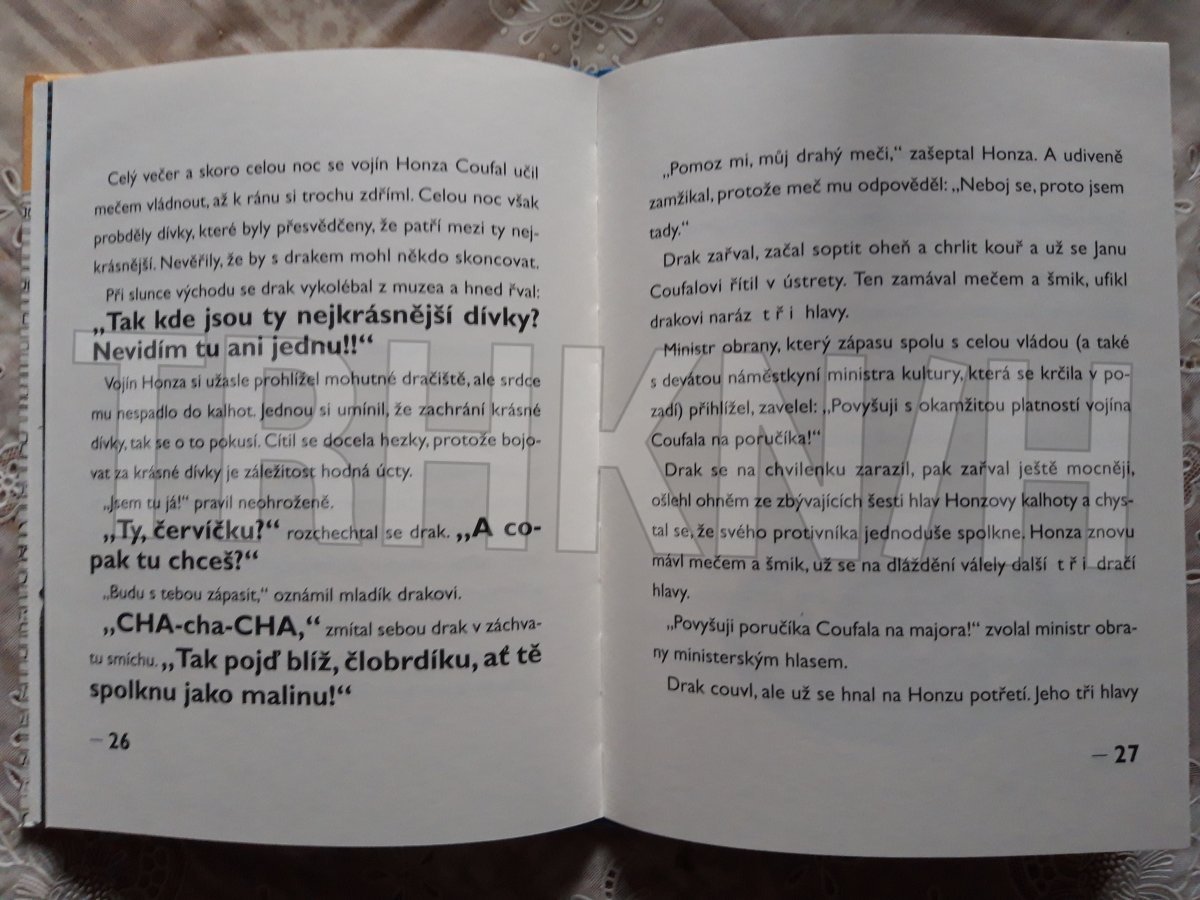 Celý večer a skoro celou noc se vojín Honza Coufal učil
mečem vládnout, až k ránu si trochu zdříml. Celou noc však
probděly dívky, které byly přesvědčeny, že patří mezi ty nej-
krásnější. Nevěřily, že by s drakem mohl někdo skoncovat.
Při slunce východu se drak vykolébal z muzea a hned řval:
„Tak kde jsou ty nejkrásnější dívky?
Nevidím tu ani jednu!!“
Vojín Honza si užasle prohlížel mohutné dračiště, ale srdce
mu nespadlo do kalhot. Jednou si umínil, že zachrání krásné
dívky, tak se o to pokusí. Cítil se docela hezky, protože bojo-
vat za krásné dívky je záležitost hodná úcty.
„Jsem tu já!“ pravil neohroženě.
„Ty, červíčku?“ rozchechtal se drak. „A co-
pak tu chceš?“
„Budu s tebou zápasit,“ oznámil mladík drakovi.
„CHA-cha-CHA,“ zmítal sebou drak v záchva-
tu smíchu. „Tak pojď blíž, človrdíku, ať tě
spolknu jako malinu!“
– 26
„Pomoz mi, můj drahý meči,“ zašeptal Honza. A udiveně
zamžikal, protože meč mu odpověděl: „Neboj se, proto jsem
tady.“
Drak zařval, začal soptit oheň a chrlit kouř a už se Janu
Coufalovi řítil v ústrety. Ten zamával mečem a šmik, ufikl
drakovi naráz t ř i hlavy.
Ministr obrany, který zápasu spolu s celou vládou (a také
s devátou náměstkyní ministra kultury, která se krčila v po-
zadí) přihlížel, zavelel: „Povyšuji s okamžitou platností vojína
Coufala na poručíka!“
Drak se na chvilenku zarazil, pak zařval ještě mocněji,
ošlehl ohněm ze zbývajících šesti hlav Honzovy kalhoty a chys-
tal se, že svého protivníka jednoduše spolkne. Honza znovu
mávl mečem a šmik, už se na dláždění válely další t ř i dračí
hlavy.
„Povyšuji poručíka Coufala na majora!“ zvolal ministr obra-
ny ministerským hlasem.
Drak couvl, ale už se hnal na Honzu potřetí. Jeho tři hlavy
– 27
TRHKNIH